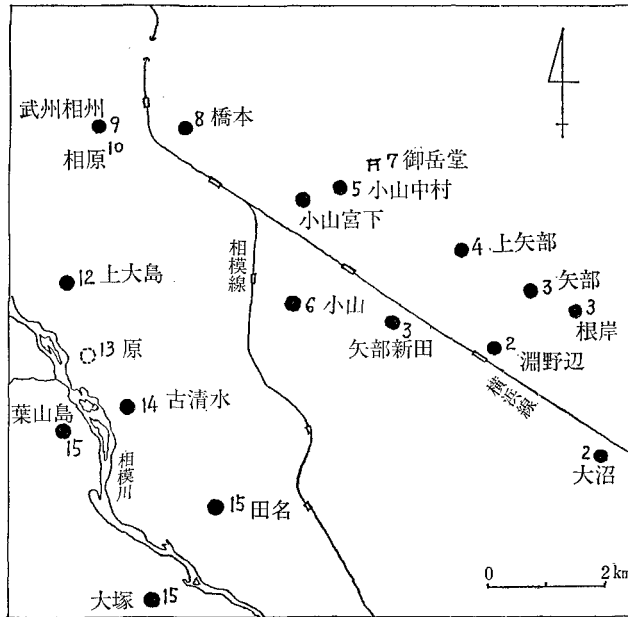 武州相州
9
相原10
8 橋本
7 御岳堂
5 小山中村
小山宮下
4 上矢部
3 矢部
3
根岸
12 上大島
相模線
6 小山
3
矢部新田
2
淵野辺
13 原
横浜線
14 古清水
葉山島
15
相模川
2
大沼
15 田名
0 2km
大塚 15